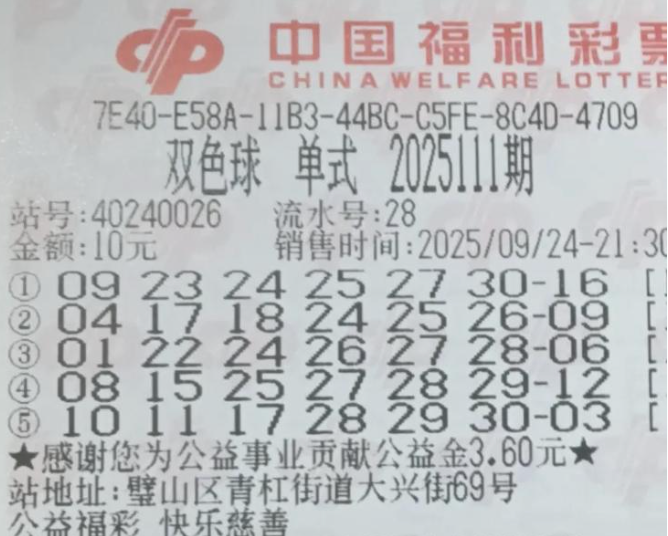 中国福利彩票
CHINA WELFARE LOTTER
7E40-E58A-11B3-44BC-C5FE-8C4D-4709
双色球 单式 2025111期
站号:40240026 流水号:28
金额:10元 销售时间:2025/09/24-21:30
① 09 23 24 25 27 30-16 [
② 04 17 18 24 25 26-09 [
③ 01 22 24 26 27 28-06 [
④ 08 15 25 27 28 29-12 [
⑤ 10 11 17 28 29 30-03 [
★感谢您为公益事业贡献公益金3.60元★
站地址:璧山区青杠街道大兴街69号
公益福彩 快乐慈善